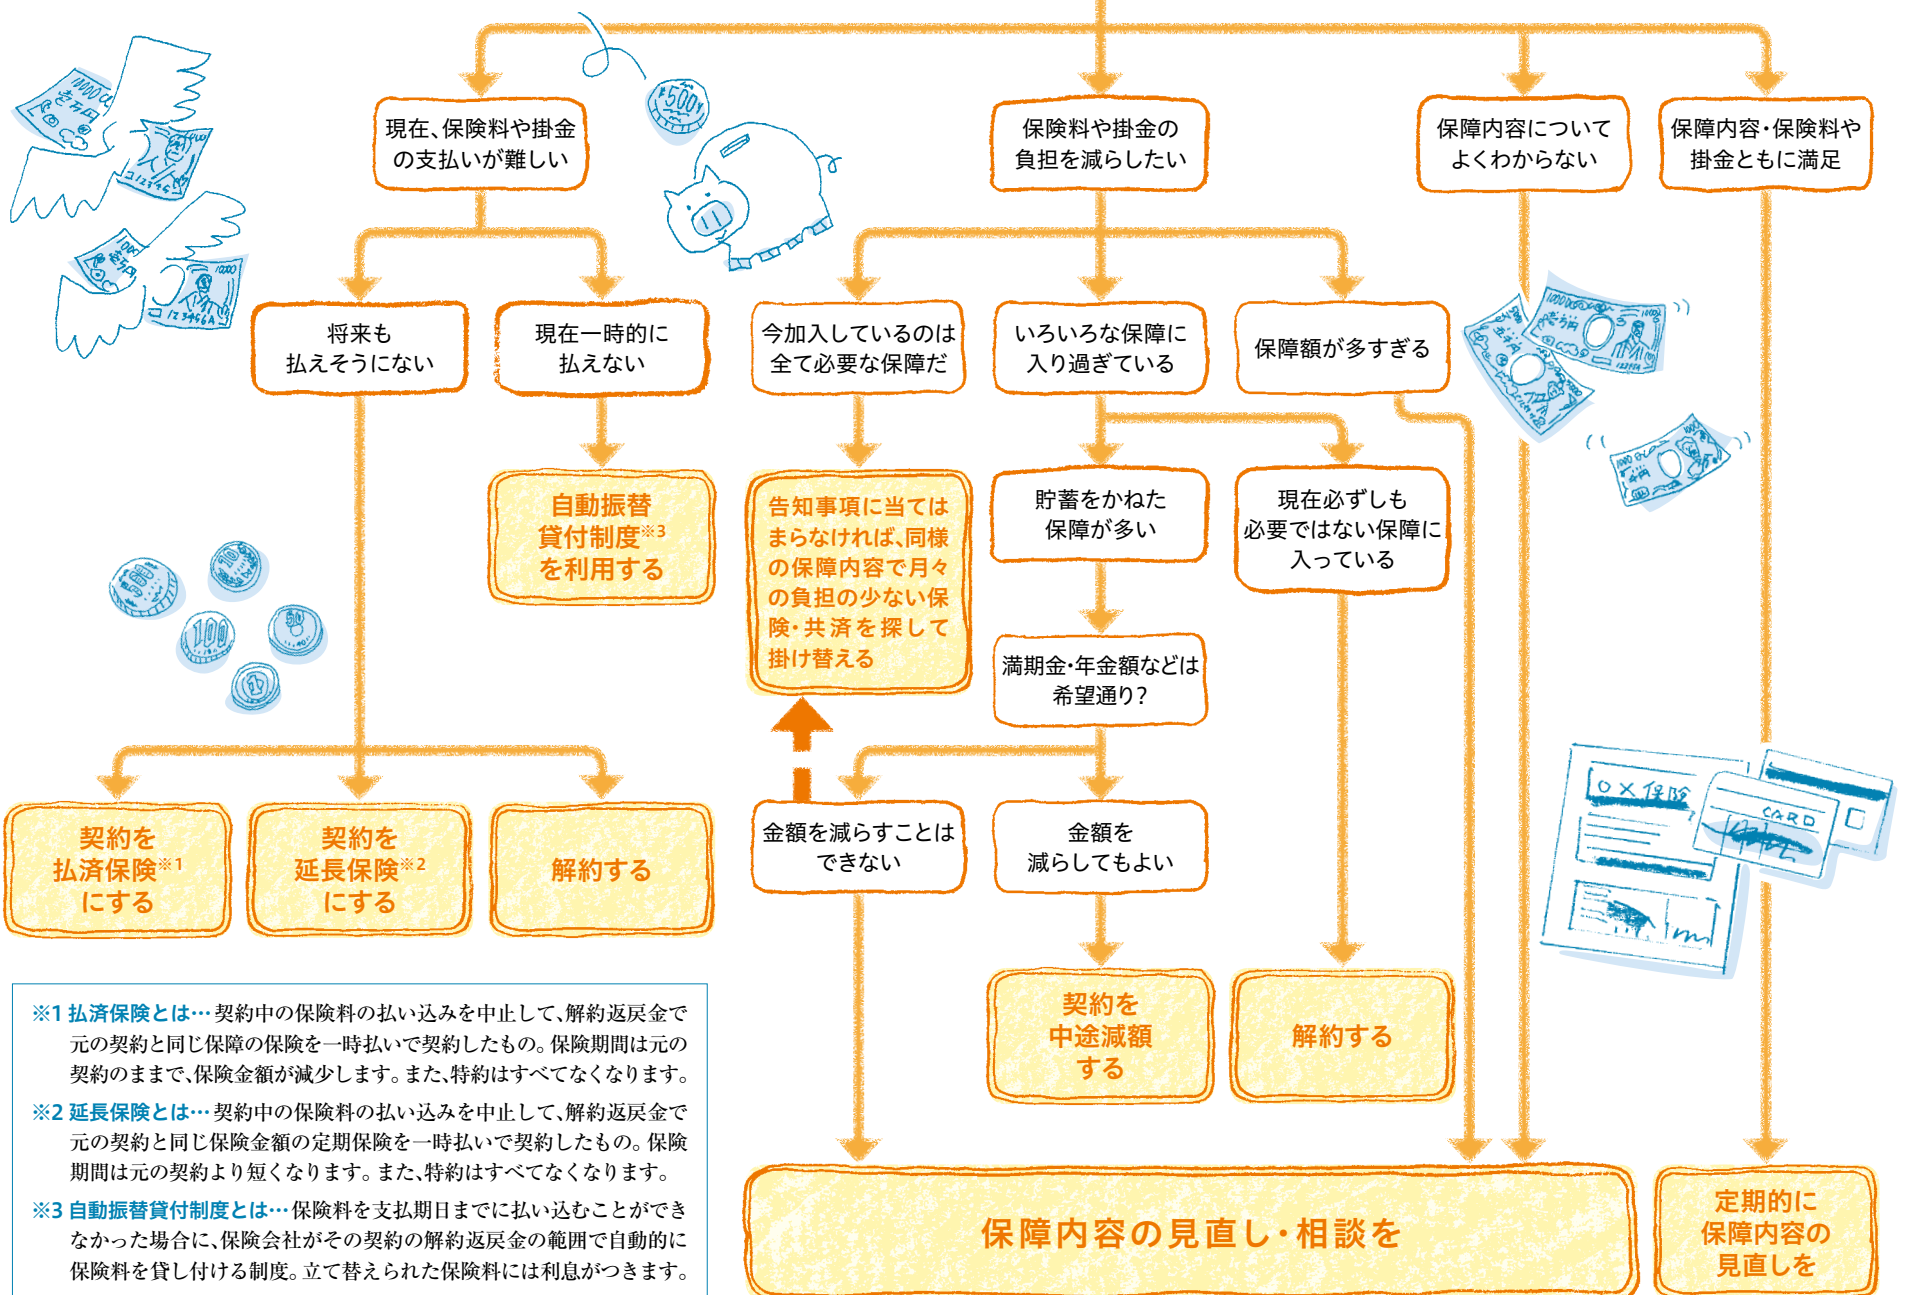 現在、保険料や掛金
の支払いが難しい
保険料や掛金の
負担を減らしたい
保障内容について
よくわからない
保障内容・保険料や
掛金ともに満足
将来も
払えそうにない
現在一時的に
払えない
今加入しているのは
全て必要な保障だ
いろいろな保障に
入り過ぎている
保障額が多すぎる
自動振替
貸付制度※3
を利用する
告知事項に当ては
まらなければ、同様
の保障内容で月々
の負担の少ない保
険・共済を探して
掛け替える
貯蓄をかねた
保障が多い
現在必ずしも
必要ではない保障に
入っている
満期金・年金額などは
希望通り?
契約を
払済保険※1
にする
契約を
延長保険※2
にする
解約する
金額を減らすことは
できない
金額を
減らしてもよい
〇×保険
CARD
契約を
中途減額
する
解約する
※1 払済保険とは…契約中の保険料の払い込みを中止して、解約返戻金で
元の契約と同じ保障の保険を一時払いで契約したもの。保険期間は元の
契約のままで、保険金額が減少します。また、特約はすべてなくなります。
※2 延長保険とは…契約中の保険料の払い込みを中止して、解約返戻金で
元の契約と同じ保険金額の定期保険を一時払いで契約したもの。保険
期間は元の契約より短くなります。また、特約はすべてなくなります。
※3 自動振替貸付制度とは…保険料を支払期日までに払い込むことができ
なかった場合に、保険会社がその契約の解約返戻金の範囲で自動的に
保険料を貸し付ける制度。立て替えられた保険料には利息がつきます。
保障内容の見直し・相談を
定期的に
保障内容の
見直しを